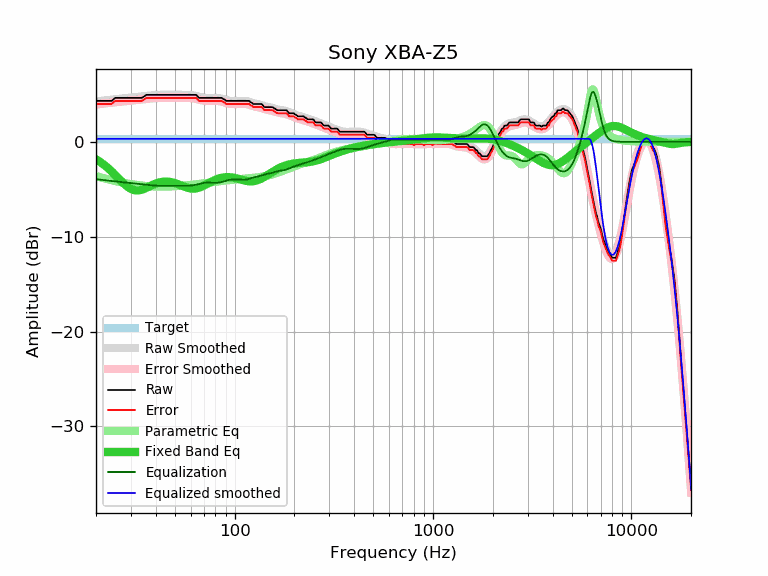 Sony XBA-Z5
Amplitude (dBr)
0
−10
−20
−30
Target
Raw Smoothed
Error Smoothed
Raw
Error
Parametric Eq
Fixed Band Eq
Equalization
Equalized smoothed
100
1000
10000
Frequency (Hz)